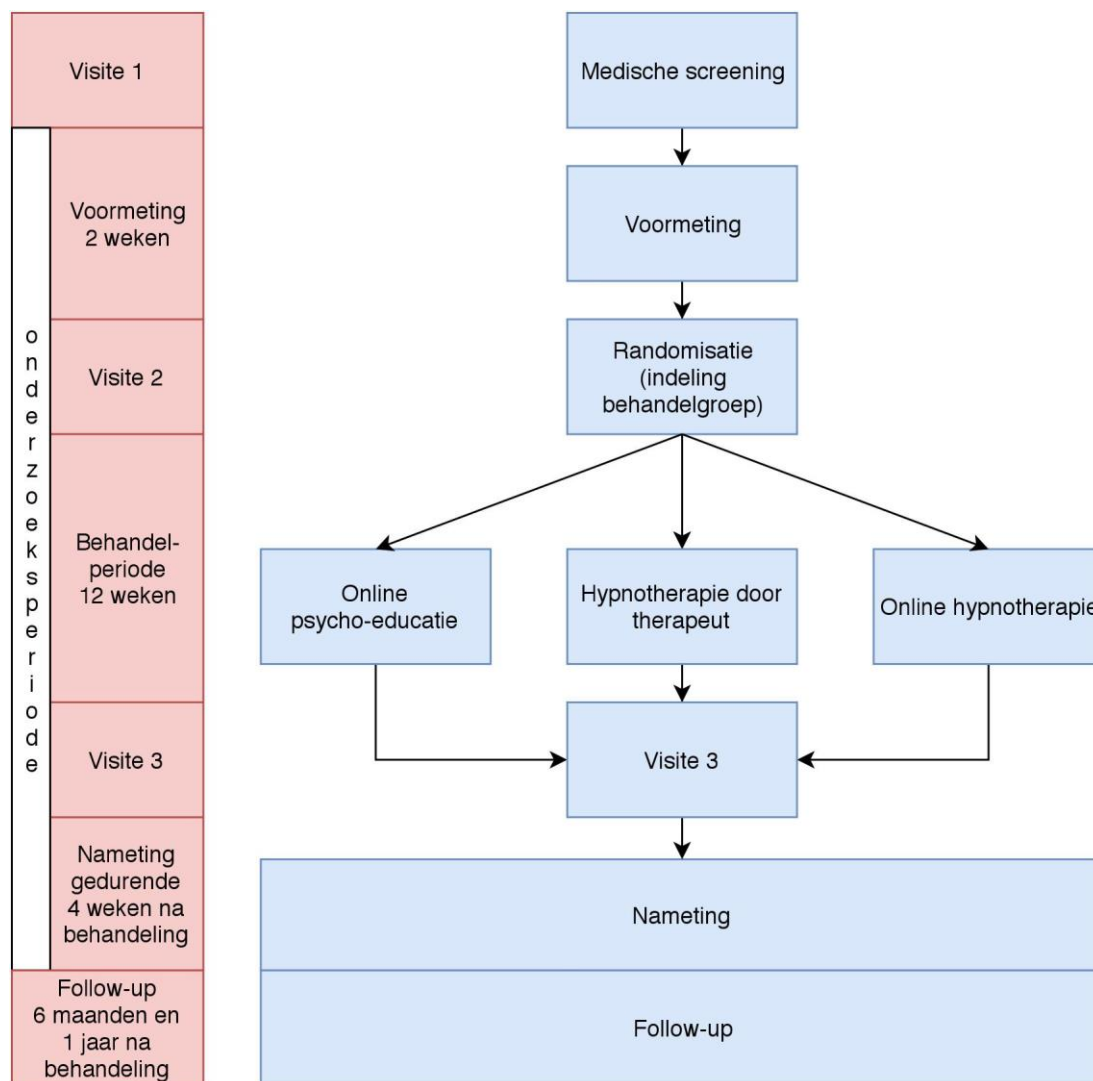 Visite 1
Medische screening
Voormeting
2 weken
Voormeting
onderzoeksperiode
Visite 2
Randomisatie
(indeling
behandelgroep)
Behandel-
periode
12 weken
Online
psycho-educatie
Hypnotherapie door
therapeut
Online hypnotherapie
Visite 3
Visite 3
Nameting
gedurende
4 weken na
behandeling
Nameting
Follow-up
6 maanden en
1 jaar na
behandeling
Follow-up